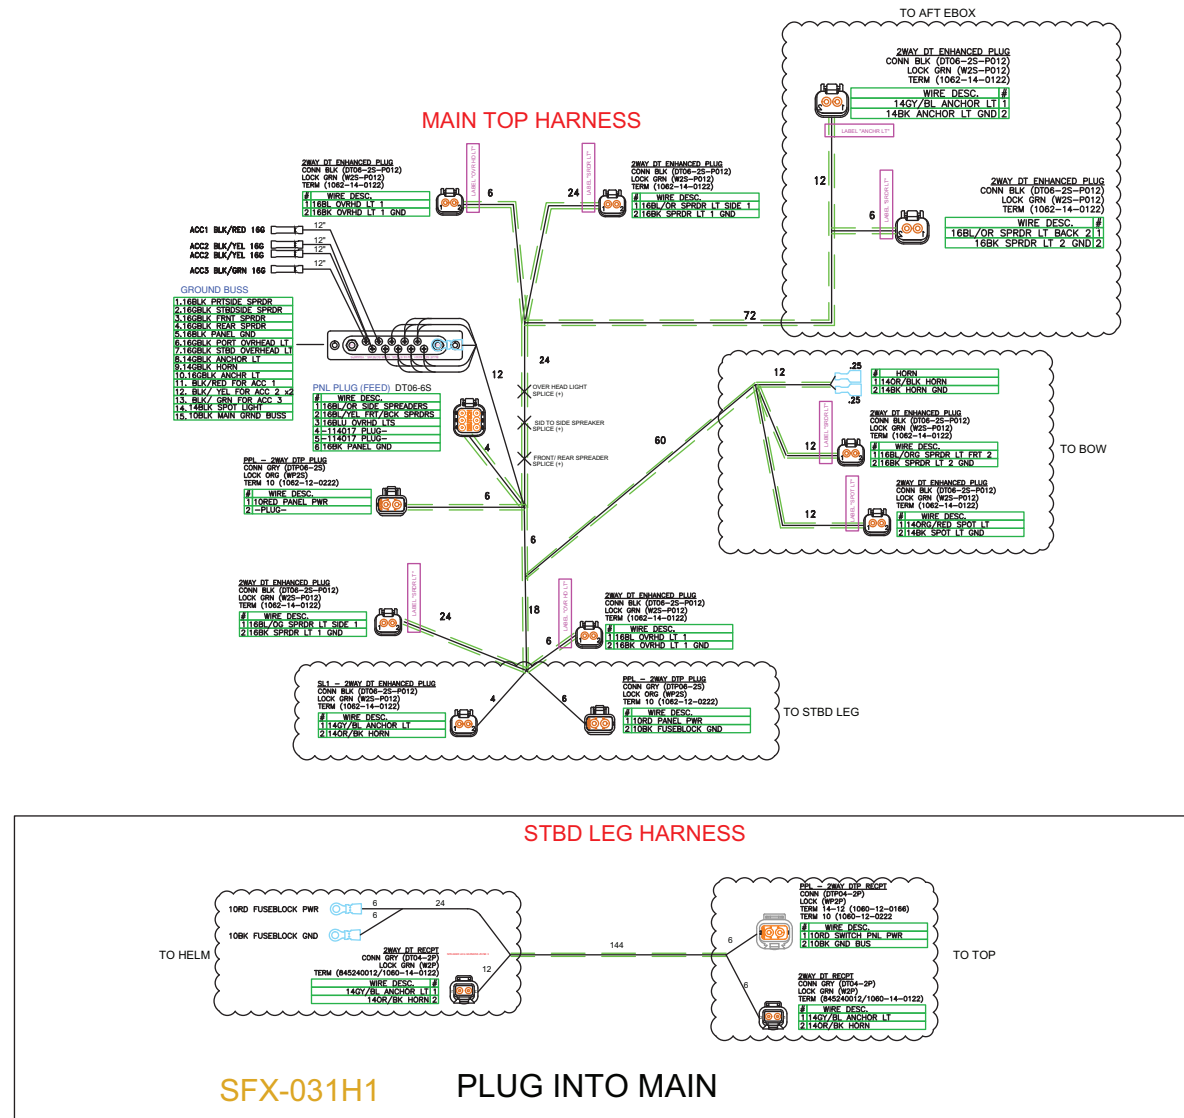 TO AFT EBOX
2WAY DT ENHANCED PLUG
CONN BLK (DT06-2S-P012)
LOCK GRN (W2S-P012)
TERM (1062-14-0122)
WIRE DESC. #
14GY/BL ANCHOR LT 1
14BK ANCHOR LT GND 2
LABEL "ANCHR LT"
12
6
LABEL "SRDR LT"
2WAY DT ENHANCED PLUG
CONN BLK (DT06-2S-P012)
LOCK GRN (W2S-P012)
TERM (1062-14-0122)
WIRE DESC. #
16BL/OR SPRDR LT BACK 2 1
16BK SPRDR LT 2 GND 2
72
MAIN TOP HARNESS
2WAY DT ENHANCED PLUG
CONN BLK (DT06-2S-P012)
LOCK GRN (W2S-P012)
TERM (1062-14-0122)
# WIRE DESC.
1 16BL OVRHD LT 1
2 16BK OVRHD LT 1 GND
LABEL "OVR HD LT"
6
24
LABEL "SRDR LT"
2WAY DT ENHANCED PLUG
CONN BLK (DT06-2S-P012)
LOCK GRN (W2S-P012)
TERM (1062-14-0122)
# WIRE DESC.
1 16BL/OR SPRDR LT SIDE 1
2 16BK SPRDR LT 1 GND
ACC1 BLK/RED 16G 12"
ACC2 BLK/YEL 16G 12"
ACC2 BLK/YEL 16G 12"
ACC3 BLK/GRN 16G 12"
GROUND BUSS
1.16BLK PRTSIDE SPRDR
2.16GBLK STBDSIDE SPRDR
3.16GBLK FRNT SPRDR
4.16GBLK REAR SPRDR
5.16BLK PANEL GND
6.16GBLK PORT OVERHEAD LT
7.16GBLK STBD OVERHEAD LT
8.14GBLK ANCHOR LT
9.14GBLK HORN
10.16GBLK ANCHR LT
11. BLK/RED FOR ACC 1
12. BLK/ YEL FOR ACC 2 x2
13. BLK/ GRN FOR ACC 3
14. 14BLK SPOT LIGHT
15. 10BLK MAIN GRND BUSS
12
24
OVER HEAD LIGHT
SPLICE (+)
SID TO SIDE SPREAKER
SPLICE (+)
FRONT/ REAR SPREADER
SPLICE (+)
PNL PLUG (FEED) DT06-6S
# WIRE DESC.
1 16BL/OR SIDE SPREADERS
2 16BL/YEL FRT/BCK SPRDRS
3 16BLU OVRHD LTS
4 -114017 PLUG-
5 -114017 PLUG-
6 16BK PANEL GND
4
PPL - 2WAY DTP PLUG
CONN GRY (DTP06-2S)
LOCK ORG (WP2S)
TERM 10 (1062-12-0222)
# WIRE DESC.
1 10RED PANEL PWR
2 -PLUG-
6
6
60
12
.25
.25
# HORN
1 14OR/BLK HORN
2 14BK HORN GND
12
LABEL "SRDR LT"
2WAY DT ENHANCED PLUG
CONN BLK (DT06-2S-P012)
LOCK GRN (W2S-P012)
TERM (1062-14-0122)
# WIRE DESC.
1 16BL/ORG SPRDR LT FRT 2
2 16BK SPRDR LT 2 GND
TO BOW
12
LABEL "SPOT LT"
2WAY DT ENHANCED PLUG
CONN BLK (DT06-2S-P012)
LOCK GRN (W2S-P012)
TERM (1062-14-0122)
# WIRE DESC.
1 14ORG/RED SPOT LT
2 14BK SPOT LT GND
2WAY DT ENHANCED PLUG
CONN BLK (DT06-2S-P012)
LOCK GRN (W2S-P012)
TERM (1062-14-0122)
# WIRE DESC.
1 16BL/OG SPRDR LT SIDE 1
2 16BK SPRDR LT 1 GND
LABEL "SRDR LT"
24
18
6
LABEL "OVR HD LT"
2WAY DT ENHANCED PLUG
CONN BLK (DT06-2S-P012)
LOCK GRN (W2S-P012)
TERM (1062-14-0122)
# WIRE DESC.
1 16BL OVRHD LT 1
2 16BK OVRHD LT 1 GND
SL1 - 2WAY DT ENHANCED PLUG
CONN BLK (DT06-2S-P012)
LOCK GRN (W2S-P012)
TERM (1062-14-0122)
# WIRE DESC.
1 14GY/BL ANCHOR LT
2 14OR/BK HORN
4
6
PPL - 2WAY DTP PLUG
CONN GRY (DTP06-2S)
LOCK ORG (WP2S)
TERM 10 (1062-12-0222)
# WIRE DESC.
1 10RD PANEL PWR
2 10BK FUSEBLOCK GND
TO STBD LEG
STBD LEG HARNESS
10RD FUSEBLOCK PWR
6
24
10BK FUSEBLOCK GND
6
TO HELM
2WAY DT RECPT
CONN GRY (DT04-2P)
LOCK GRN (W2P)
TERM (845240012/1060-14-0122)
WIRE DESC. #
14GY/BL ANCHOR LT 1
14OR/BK HORN 2
12
144
6
6
PPL - 2WAY DTP RECPT
CONN (DTP04-2P)
LOCK (WP2P)
TERM 14-12 (1060-12-0166)
TERM 10 (1060-12-0222
# WIRE DESC.
1 10RD SWITCH PNL PWR
2 10BK GND BUS
TO TOP
2WAY DT RECPT
CONN GRY (DT04-2P)
LOCK GRN (W2P)
TERM (845240012/1060-14-0122)
# WIRE DESC.
1 14GY/BL ANCHOR LT
2 14OR/BK HORN
SFX-031H1
PLUG INTO MAIN